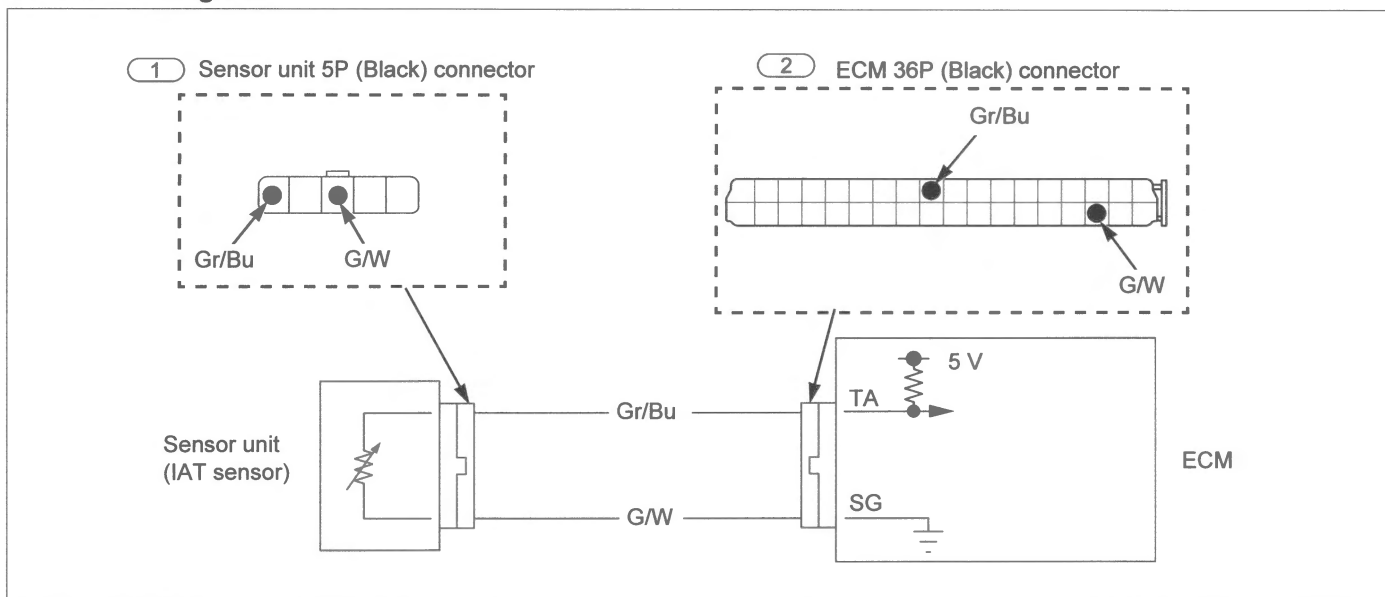 1 Sensor unit 5P (Black) connector
2 ECM 36P (Black) connector
Gr/Bu
G/W
Gr/Bu
G/W
5 V
TA
Gr/Bu
Sensor unit
(IAT sensor)
ECM
SG
G/W